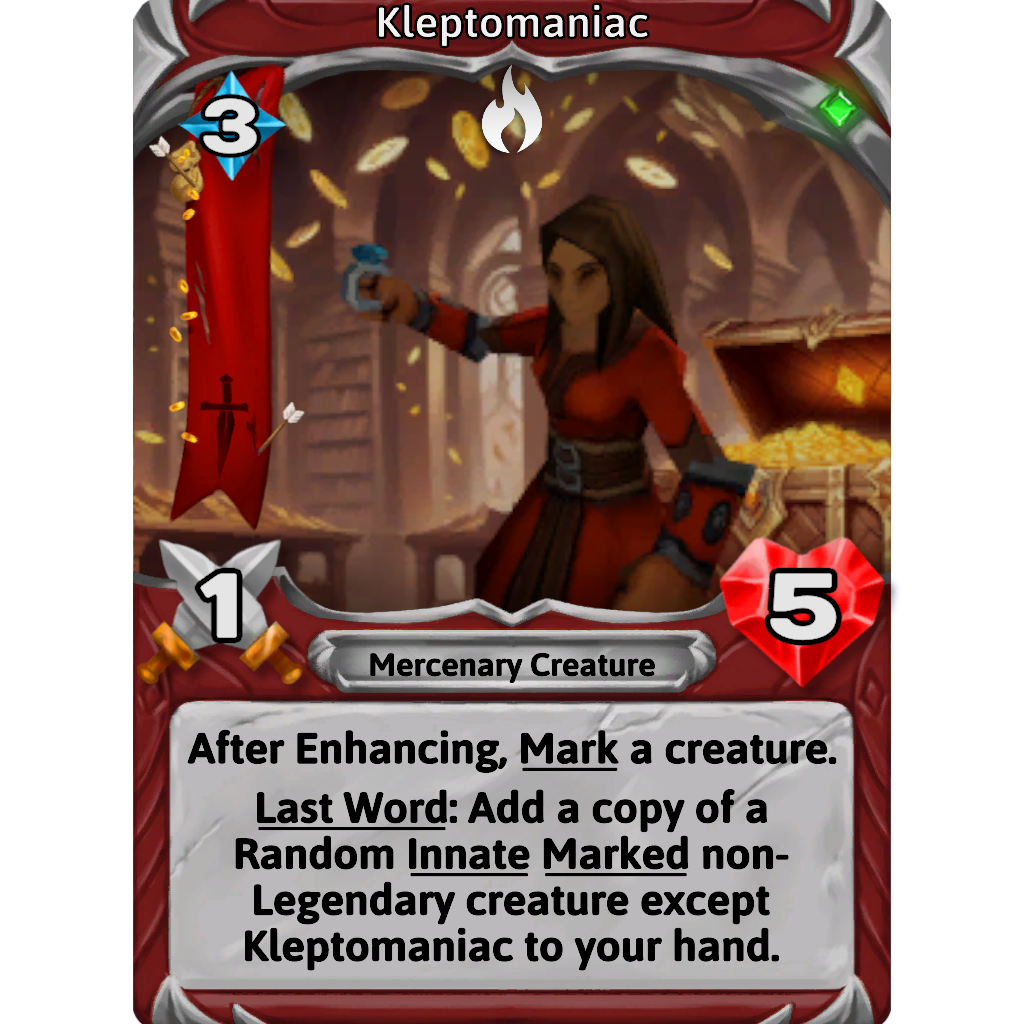 Kleptomaniac
3
1
5
Mercenary Creature
After Enhancing, Mark a creature.
Last Word: Add a copy of a
Random Innate Marked non-
Legendary creature except
Kleptomaniac to your hand.